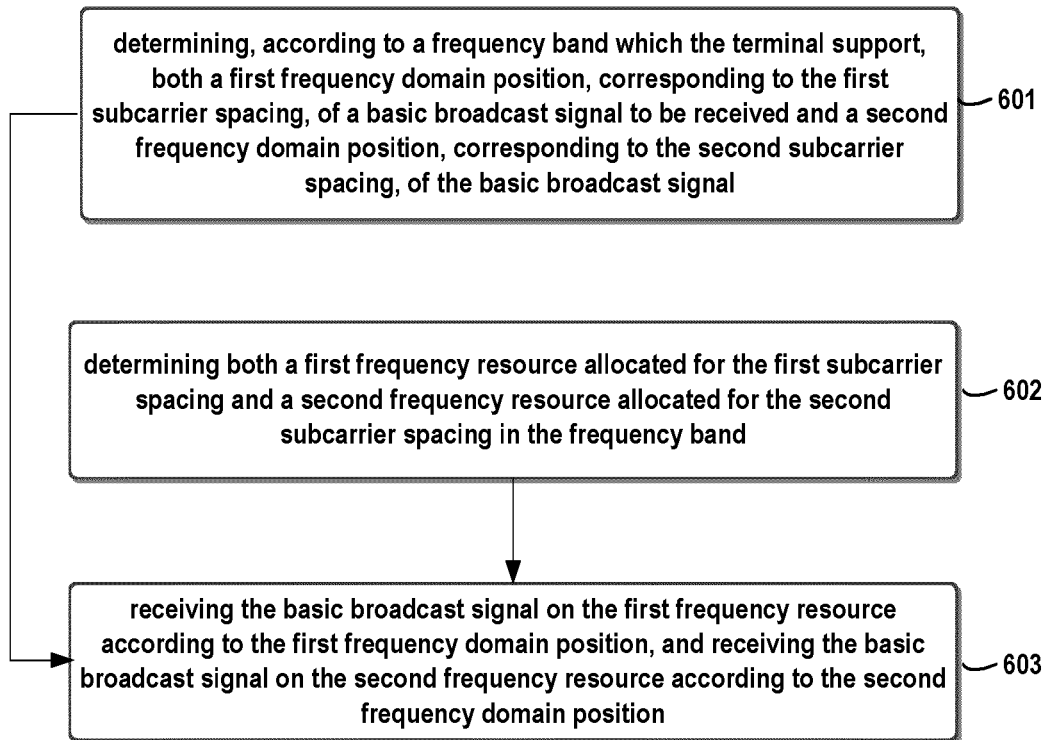 determining, according to a frequency band which the terminal support,
both a first frequency domain position, corresponding to the first
subcarrier spacing, of a basic broadcast signal to be received and a second
frequency domain position, corresponding to the second subcarrier
spacing, of the basic broadcast signal
601
determining both a first frequency resource allocated for the first subcarrier
spacing and a second frequency resource allocated for the second
subcarrier spacing in the frequency band
602
receiving the basic broadcast signal on the first frequency resource
according to the first frequency domain position, and receiving the basic
broadcast signal on the second frequency resource according to the second
frequency domain position
603